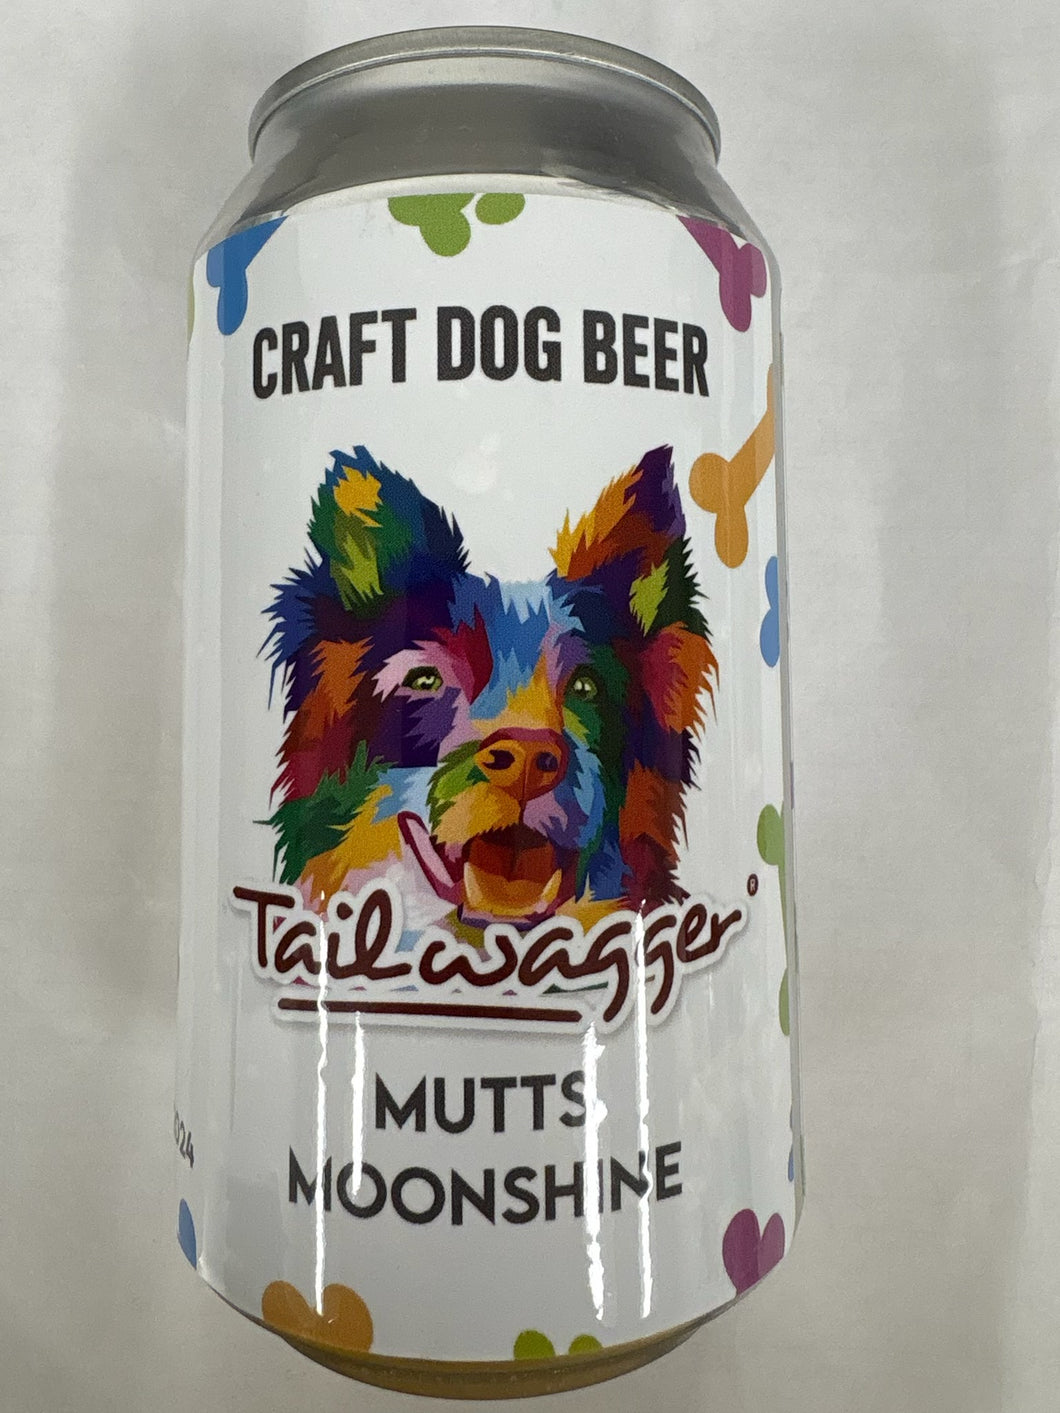 CRAFT DOG BEER
Tailwagger®
MUTTS
MOONSHINE